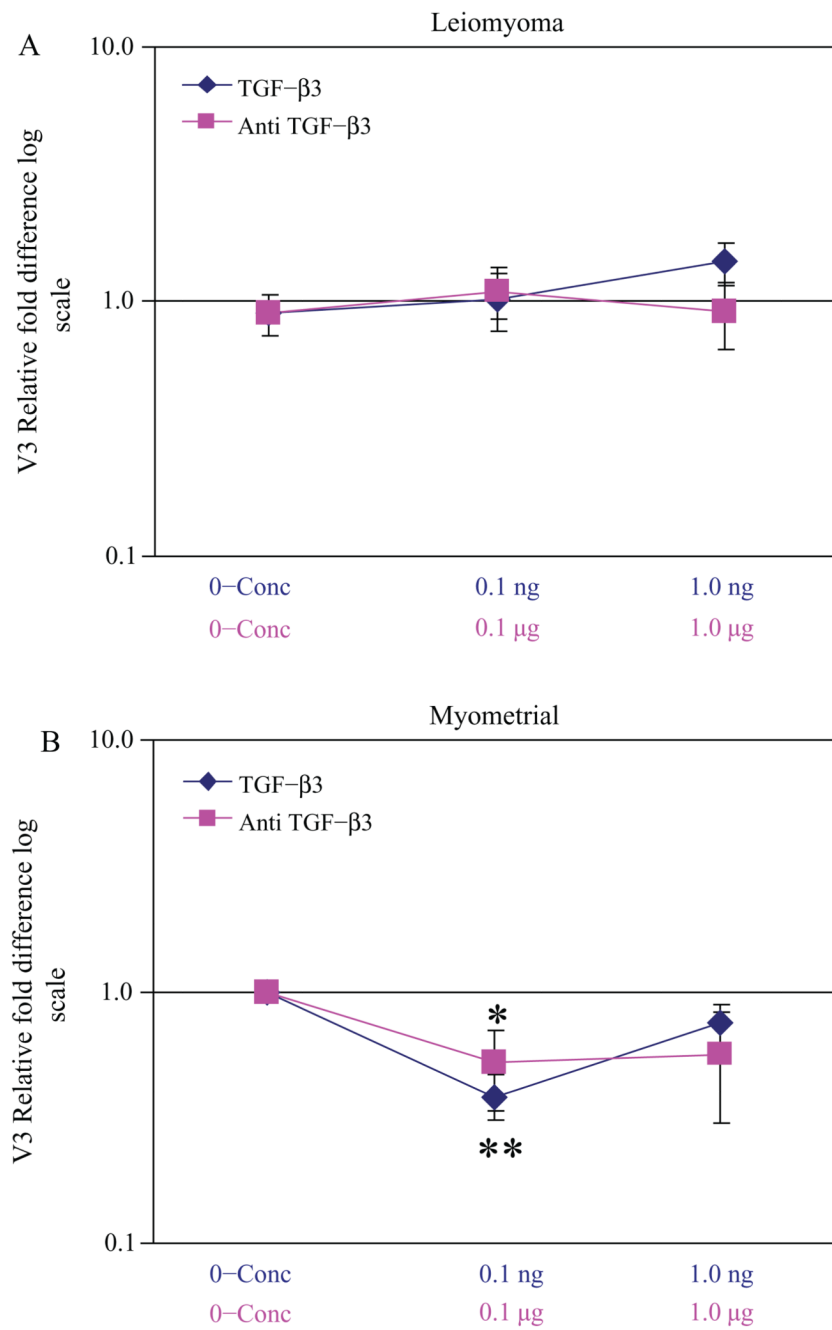 A
Leiomyoma
10.0
TGF−β3
Anti TGF−β3
V3 Relative fold difference log
scale
1.0
0.1
0−Conc 0.1 ng 1.0 ng
0−Conc 0.1 μg 1.0 μg
B
Myometrial
10.0
TGF−β3
Anti TGF−β3
V3 Relative fold difference log
scale
1.0
*
**
0.1
0−Conc 0.1 ng 1.0 ng
0−Conc 0.1 μg 1.0 μg